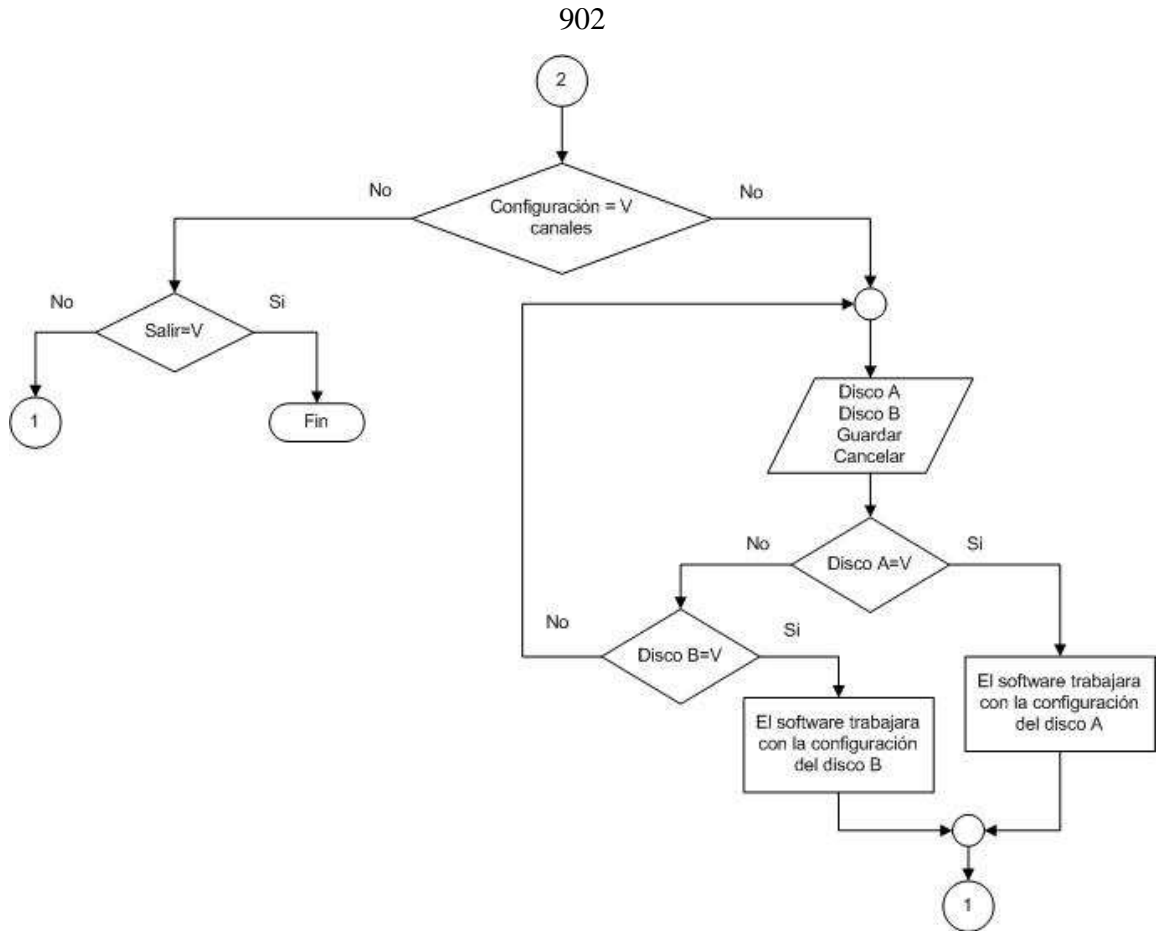 902
2
No
No
Configuración = V
canales
No
Si
Salir=V
1
Fin
Disco A
Disco B
Guardar
Cancelar
No
Si
Disco A=V
No
Si
Disco B=V
El software trabajara
con la configuración
del disco A
El software trabajara
con la configuración
del disco B
1